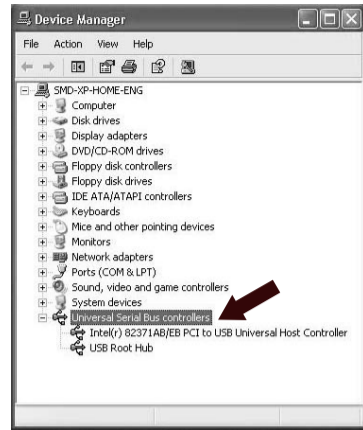 Device Manager
File Action View Help
SMD-XP-HOME-ENG
Computer
Disk drives
Display adapters
DVD/CD-ROM drives
Floppy disk controllers
Floppy disk drives
IDE ATA/ATAPI controllers
Keyboards
Mice and other pointing devices
Monitors
Network adapters
Ports (COM & LPT)
Sound, video and game controllers
System devices
Universal Serial Bus controllers
Intel(r) 82371AB/EB PCI to USB Universal Host Controller
USB Root Hub